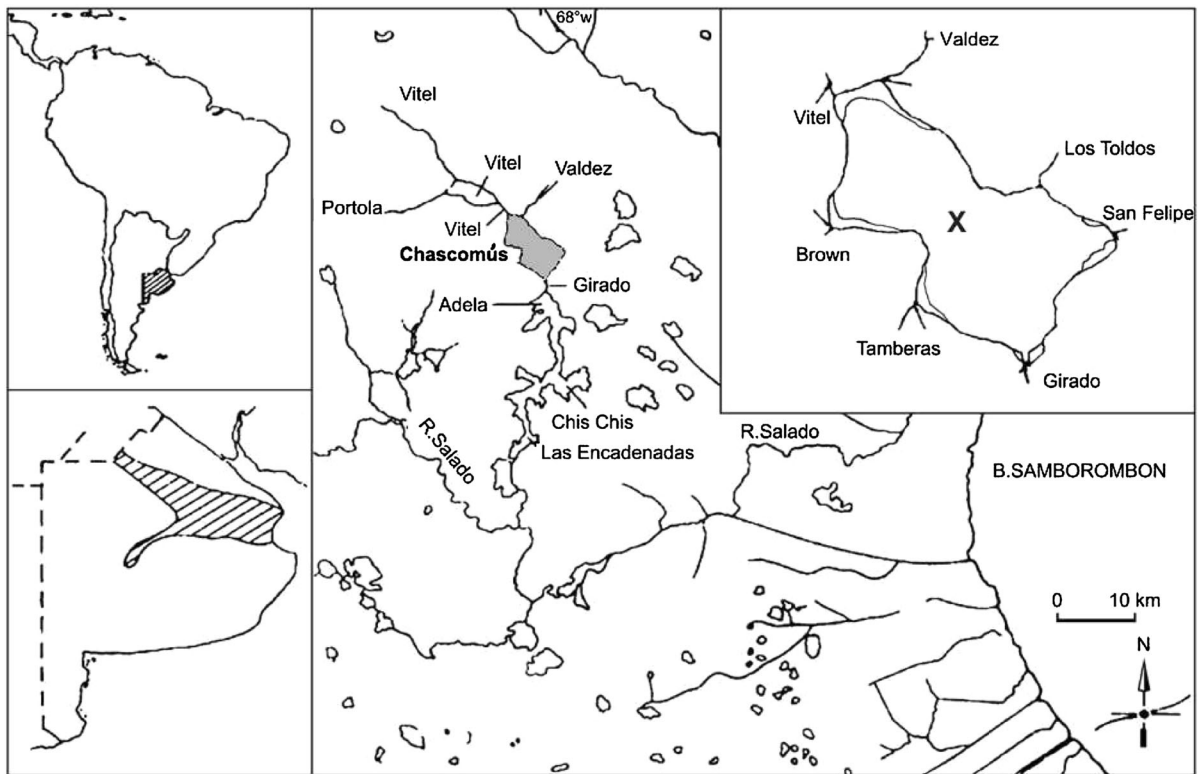 68°w
Vitel
Vitel
Valdez
Portola
Vitel
Chascomús
Girado
Adela
Chis Chis
Las Encadenadas
R.Salado
R.Salado
B.SAMBOROMBON
0 10 km
N
Valdez
Vitel
Los Toldos
San Felipe
X
Brown
Tamberas
Girado